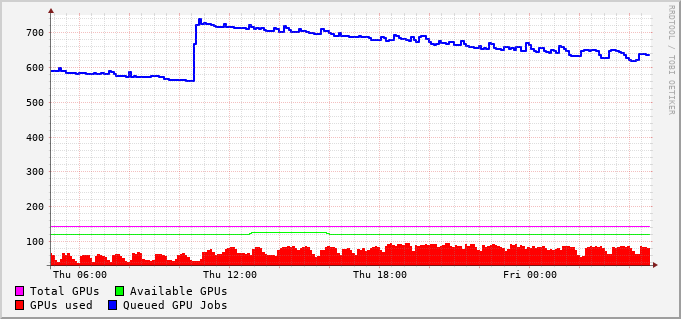 700
600
500
400
300
200
100
Thu 06:00 Thu 12:00 Thu 18:00 Fri 00:00
Total GPUs Available GPUs
GPUs used Queued GPU Jobs
RRDTOOL / TOBI OETIKER